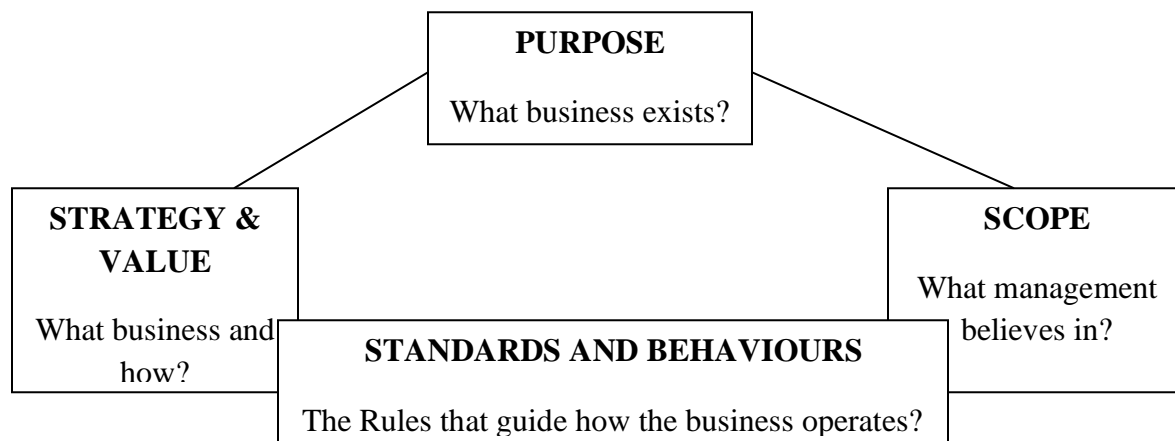 PURPOSE
What business exists?
STRATEGY &
VALUE
What business and
how?
SCOPE
What management
believes in?
STANDARDS AND BEHAVIOURS
The Rules that guide how the business operates?